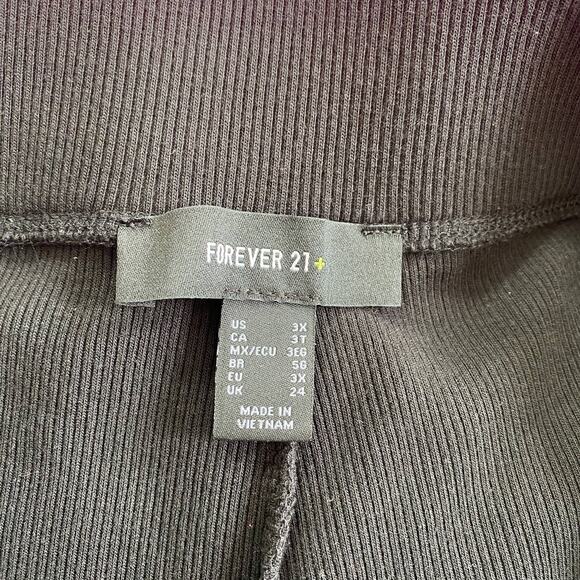 FOREVER 21+
US 3X
CA 3T
MX/ECU 3EG
BR 5G
EU 3X
UK 24
MADE IN
VIETNAM